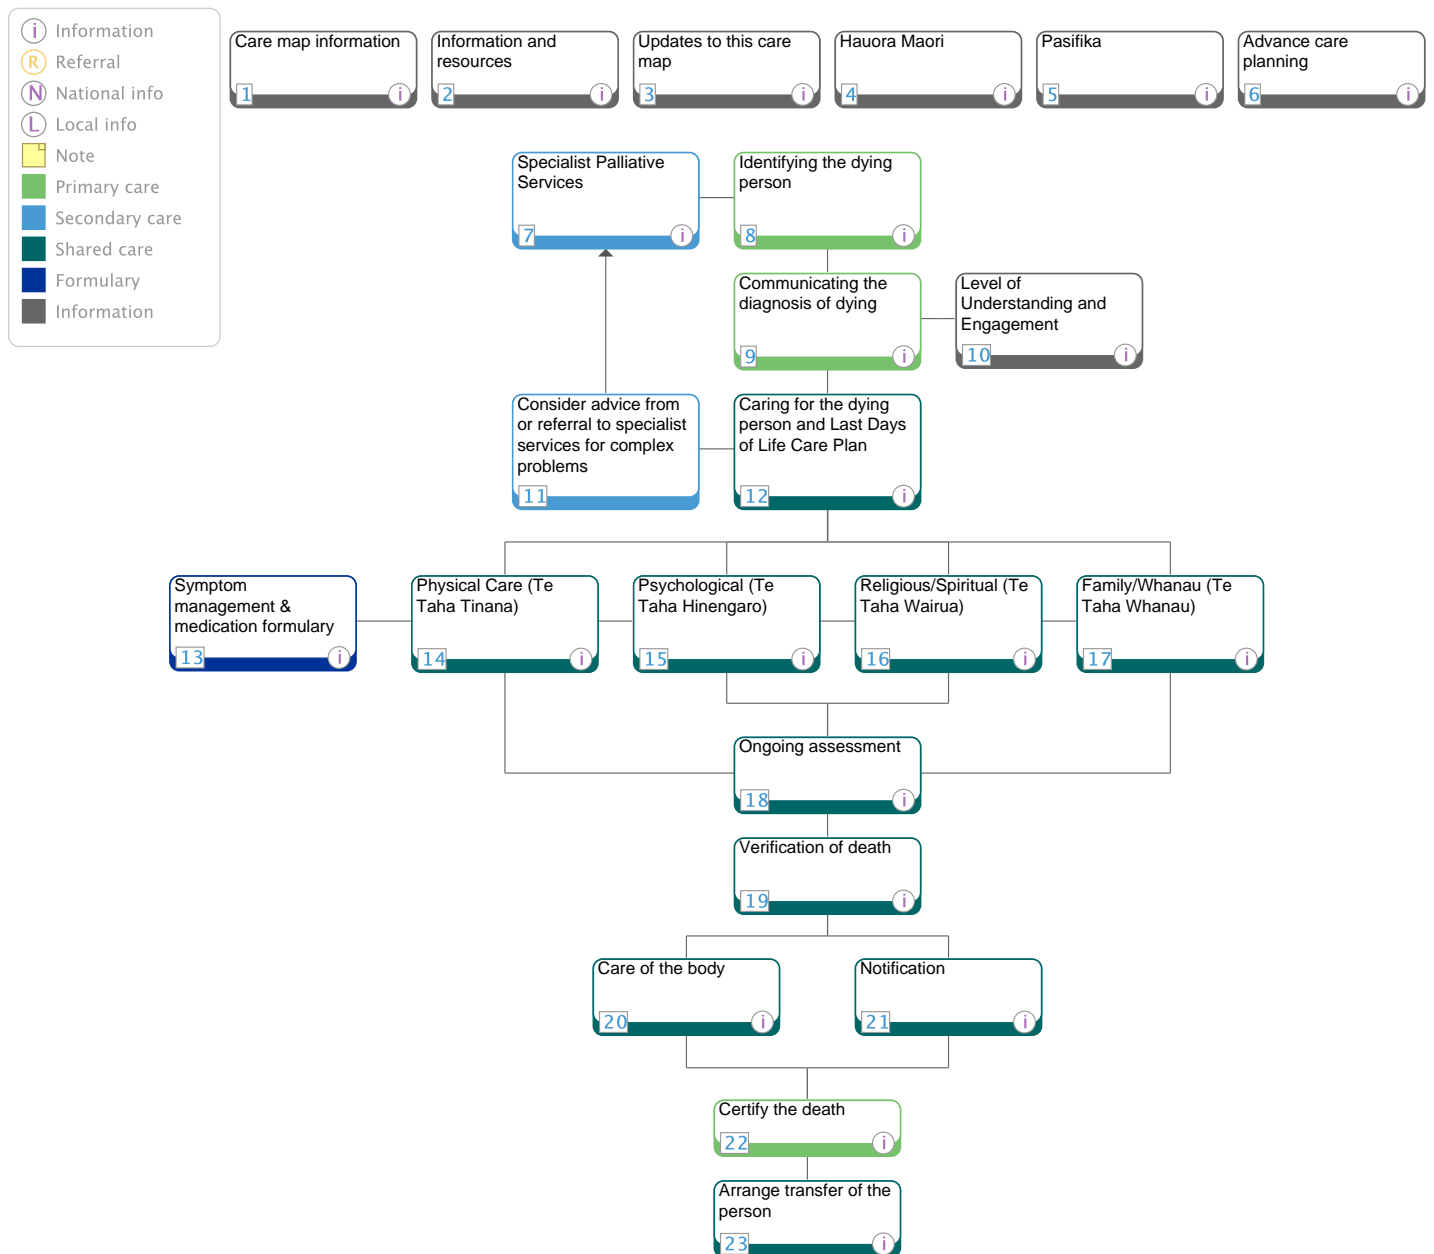 i Information
R Referral
N National info
L Local info
Note
Primary care
Secondary care
Shared care
Formulary
Information
Care map information
1 i
Information and
resources
2 i
Updates to this care
map
3 i
Hauora Maori
4 i
Pasifika
5 i
Advance care
planning
6 i
Specialist Palliative
Services
7 i
Identifying the dying
person
8 i
Communicating the
diagnosis of dying
9 i
Level of
Understanding and
Engagement
10 i
Consider advice from
or referral to specialist
services for complex
problems
11
Caring for the dying
person and Last Days
of Life Care Plan
12 i
Symptom
management &
medication formulary
13 i
Physical Care (Te
Taha Tinana)
14 i
Psychological (Te
Taha Hinengaro)
15 i
Religious/Spiritual (Te
Taha Wairua)
16 i
Family/Whanau (Te
Taha Whanau)
17 i
Ongoing assessment
18 i
Verification of death
19 i
Care of the body
20 i
Notification
21 i
Certify the death
22 i
Arrange transfer of the
person
23 i